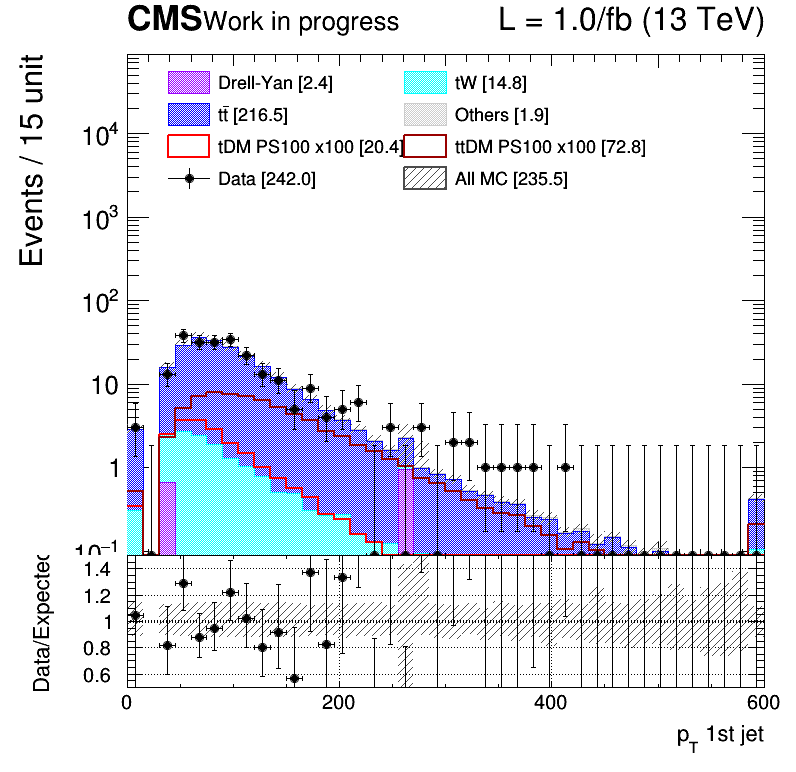 CMS Work in progress L = 1.0/fb (13 TeV)
Events / 15 unit
Drell-Yan [2.4] tW [14.8]
tt̄ [216.5] Others [1.9]
tDM PS100 x100 [20.4] ttDM PS100 x100 [72.8]
Data [242.0] All MC [235.5]
10⁴
10³
10²
10
1
10⁻¹
Data/Expected
1.4
1.2
1
0.8
0.6
0 200 400 600
p_T 1st jet